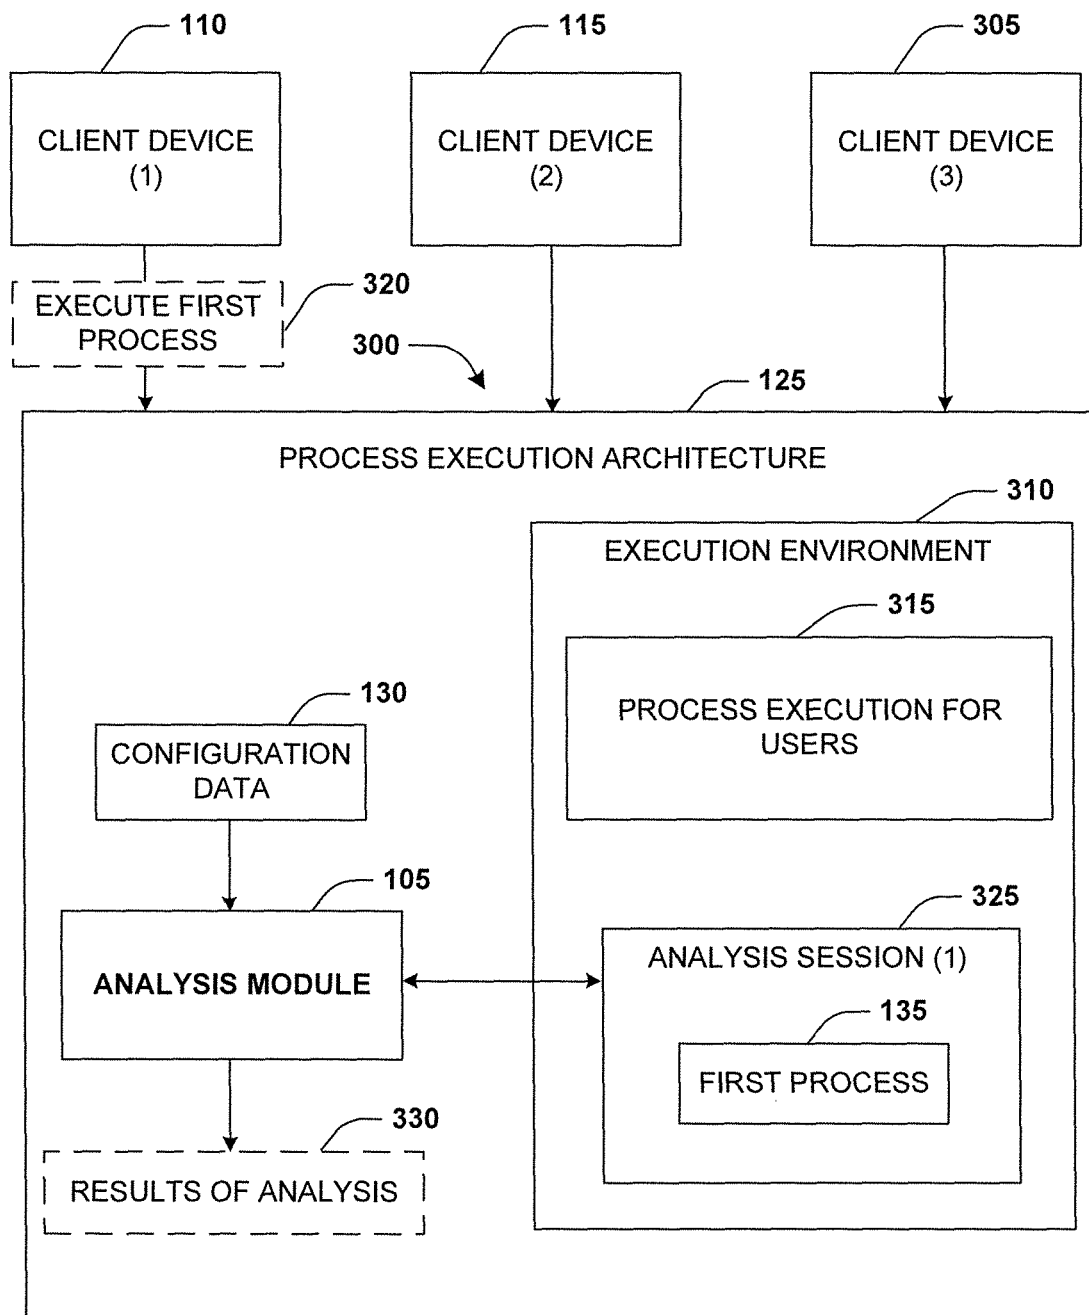 110
115
305
CLIENT DEVICE
(1)
CLIENT DEVICE
(2)
CLIENT DEVICE
(3)
320
EXECUTE FIRST
PROCESS
300
125
PROCESS EXECUTION ARCHITECTURE
310
EXECUTION ENVIRONMENT
315
PROCESS EXECUTION FOR
USERS
130
CONFIGURATION
DATA
105
ANALYSIS MODULE
325
ANALYSIS SESSION (1)
135
FIRST PROCESS
330
RESULTS OF ANALYSIS